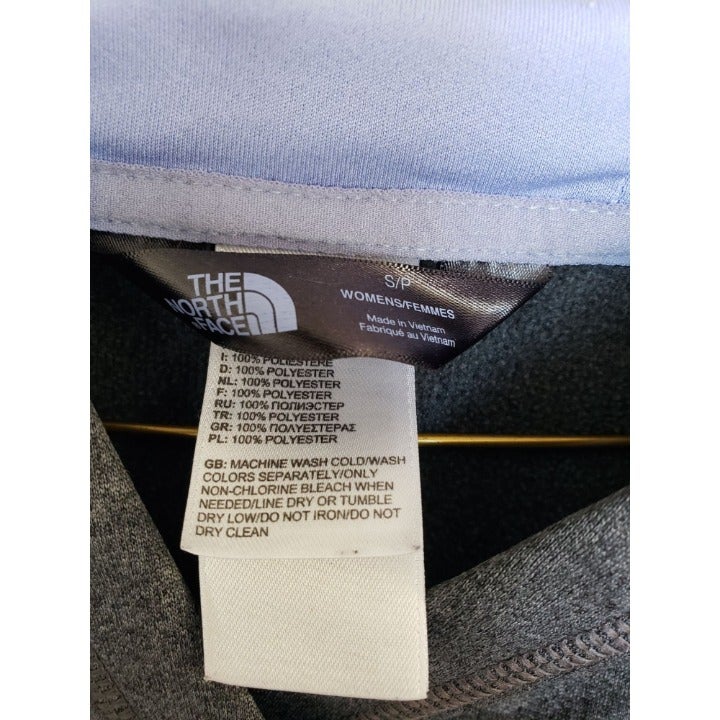 THE
NORTH
FACE
S/P
WOMENS/FEMMES
Made in Vietnam
Fabriqué au Vietnam
I: 100% POLIESTERE
D: 100% POLYESTER
NL: 100% POLYESTER
F: 100% POLYESTER
RU: 100% ПОЛИЭСТЕР
TR: 100% POLYESTER
GR: 100% ΠΟΛΥΕΣΤΕΡΑΣ
PL: 100% POLYESTER
GB: MACHINE WASH COLD/WASH
COLORS SEPARATELY/ONLY
NON-CHLORINE BLEACH WHEN
NEEDED/LINE DRY OR TUMBLE
DRY LOW/DO NOT IRON/DO NOT
DRY CLEAN